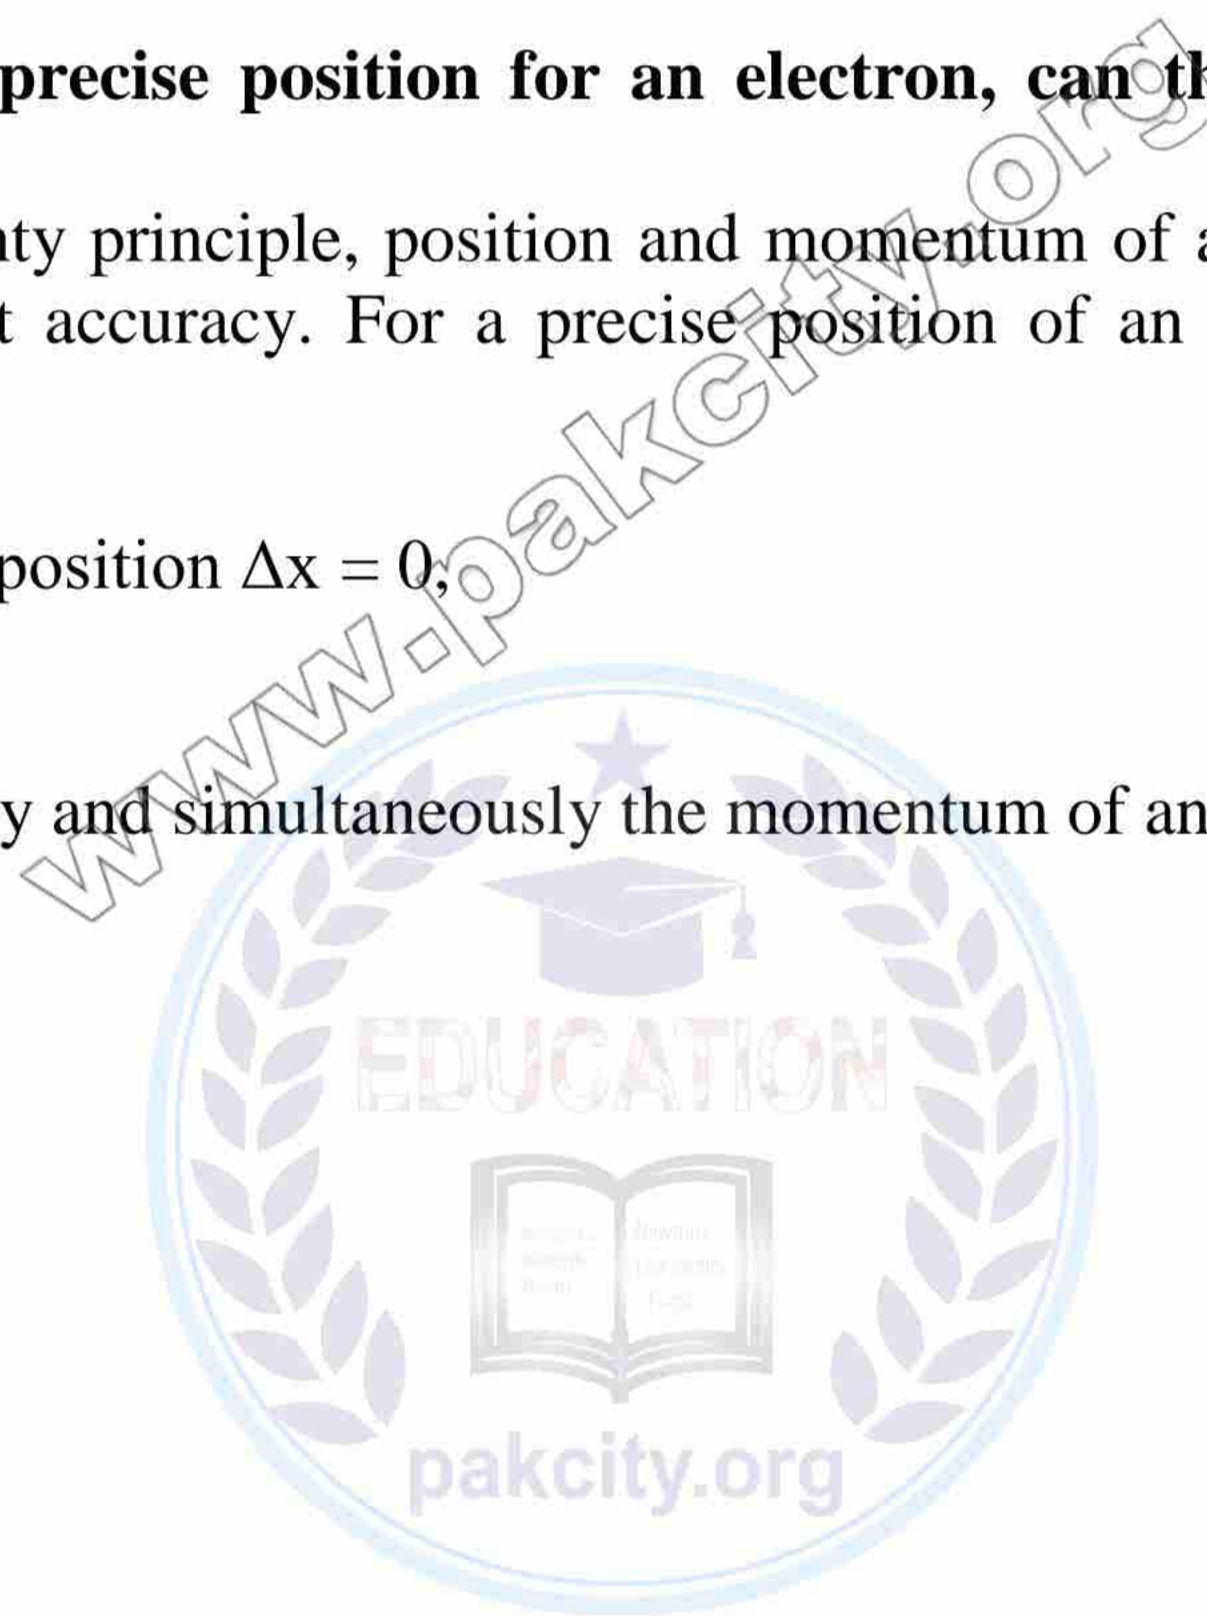 precise position for an electron, can th
nty principle, position and momentum of a
t accuracy. For a precise position of an
position Δx = 0,
y and simultaneously the momentum of an
www.pakcity.org
EDUCATION
pakcity.org